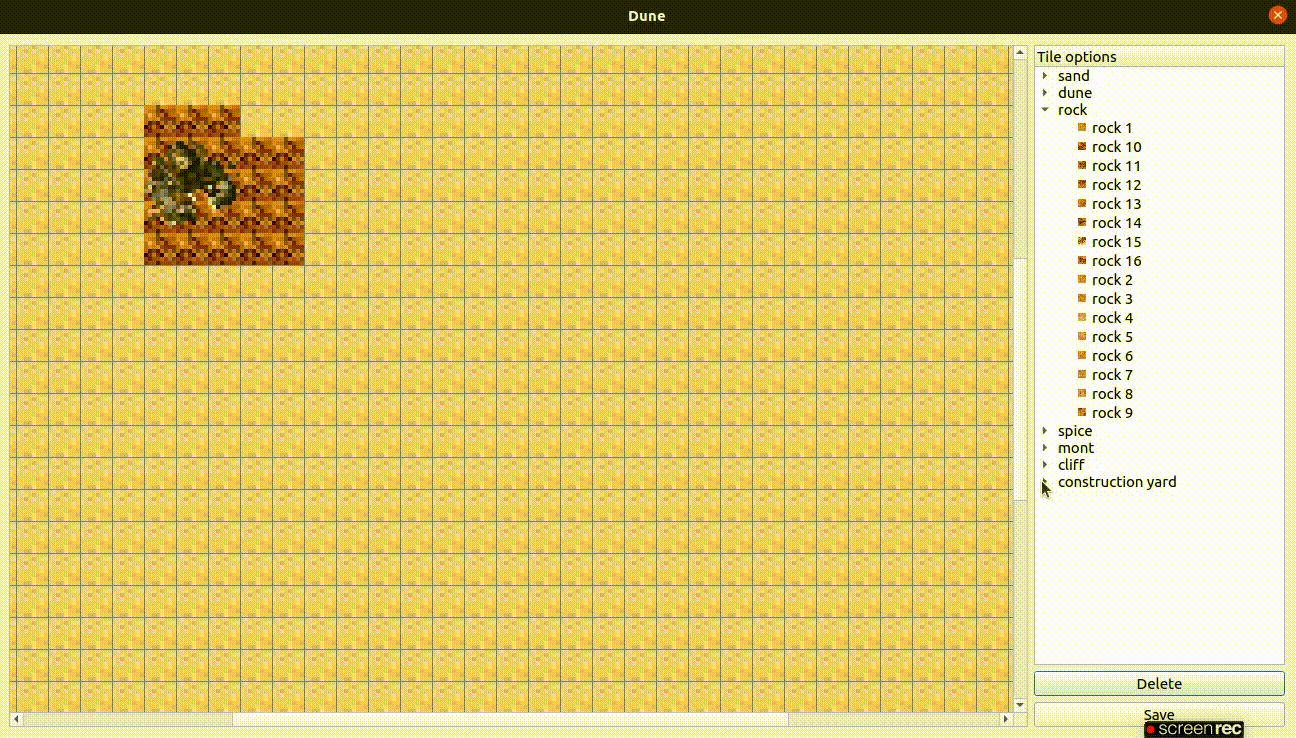 Dune
Tile options
sand
dune
rock
rock 1
rock 10
rock 11
rock 12
rock 13
rock 14
rock 15
rock 16
rock 2
rock 3
rock 4
rock 5
rock 6
rock 7
rock 8
rock 9
spice
mont
cliff
construction yard
Delete
Save
screenrec